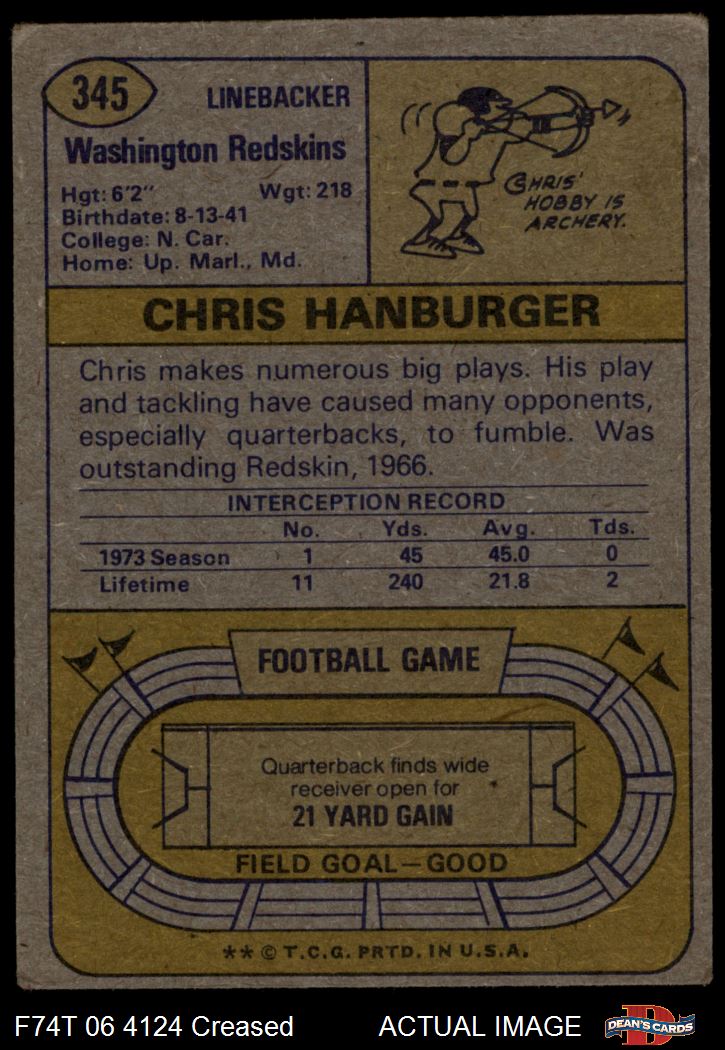 345
LINEBACKER
Washington Redskins
Hgt: 6'2" Wgt: 218
Birthdate: 8-13-41
College: N. Car.
Home: Up. Marl., Md.
CHRIS'
HOBBY IS
ARCHERY.
CHRIS HANBURGER
Chris makes numerous big plays. His play
and tackling have caused many opponents,
especially quarterbacks, to fumble. Was
outstanding Redskin, 1966.
INTERCEPTION RECORD
No. Yds. Avg. Tds.
1973 Season 1 45 45.0 0
Lifetime 11 240 21.8 2
FOOTBALL GAME
Quarterback finds wide
receiver open for
21 YARD GAIN
FIELD GOAL—GOOD
** © T.C.G. PRTD. IN U.S.A.
F74T 06 4124 Creased ACTUAL IMAGE
D
DEAN'S CARDS